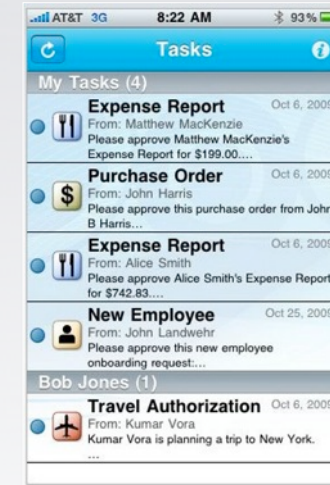 AT&T 3G 8:22 AM 93%
Tasks
My Tasks (4)
Expense Report Oct 6, 2009
From: Matthew MacKenzie
Please approve Matthew MacKenzie's
Expense Report for $199.00....
Purchase Order Oct 6, 2009
From: John Harris
Please approve this purchase order from John
B Harris...
Expense Report Oct 6, 2009
From: Alice Smith
Please approve Alice Smith's Expense Report
for $742.83....
New Employee Oct 25, 2009
From: John Landwehr
Please approve this new employee
onboarding request:...
Bob Jones (1)
Travel Authorization Oct 6, 2009
From: Kumar Vora
Kumar Vora is planning a trip to New York.
...